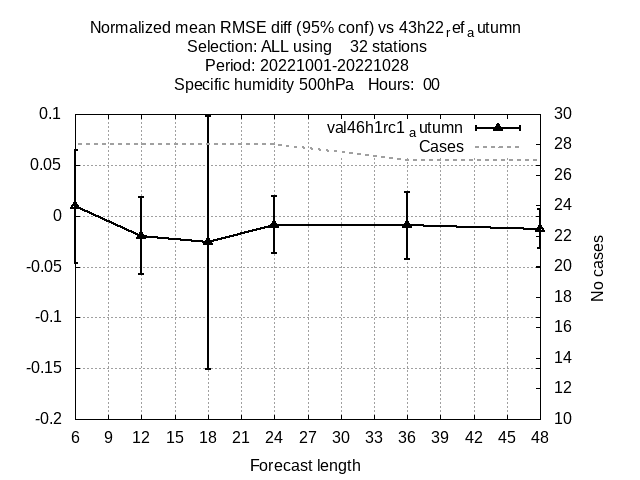 Normalized mean RMSE diff (95% conf) vs 43h22refautumn
Selection: ALL using 32 stations
Period: 20221001-20221028
Specific humidity 500hPa Hours: 00
val46h1rc1autumn
Cases
0.1
0.05
0
-0.05
-0.1
-0.15
-0.2
30
28
26
24
22
20
18
16
14
12
10
No cases
6 9 12 15 18 21 24 27 30 33 36 39 42 45 48
Forecast length